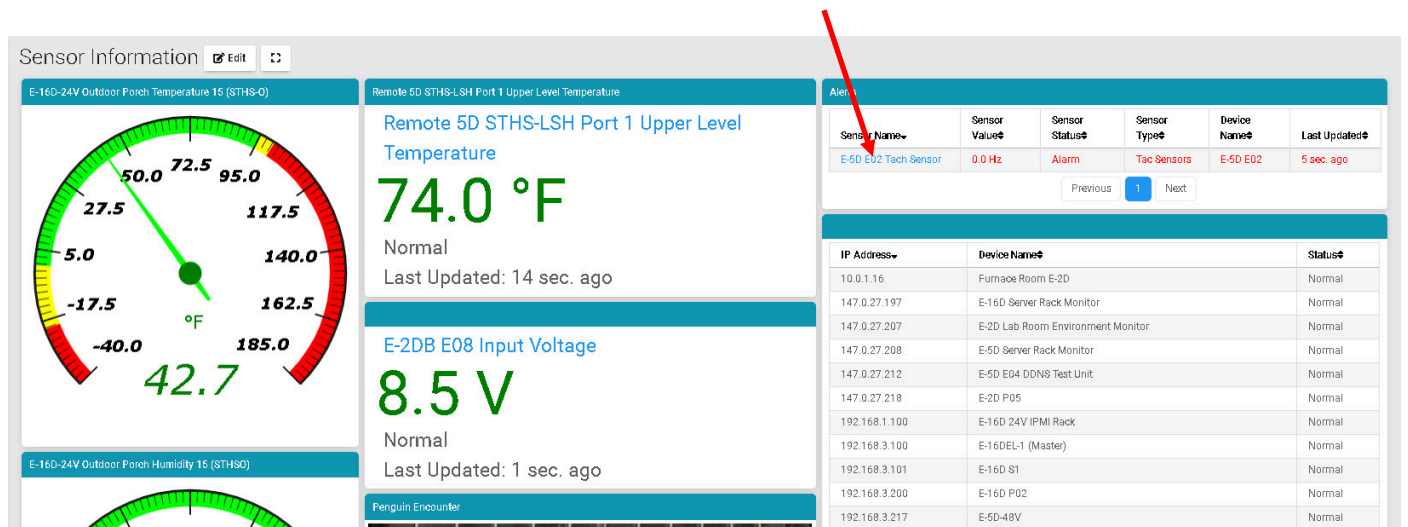 Sensor Information Edit
E-16D-24V Outdoor Porch Temperature 15 (STHS-O)
50.0 72.5 95.0
27.5 117.5
5.0 140.0
-17.5 162.5
°F
-40.0 185.0
42.7
E-16D-24V Outdoor Porch Humidity 15 (STHSO)
Remote 5D STHS-LSH Port 1 Upper Level Temperature
Remote 5D STHS-LSH Port 1 Upper Level
Temperature
74.0 °F
Normal
Last Updated: 14 sec. ago
E-2DB E08 Input Voltage
8.5 V
Normal
Last Updated: 1 sec. ago
Penguin Encounter
Alerts
Sensor Name Sensor Value Sensor Status Sensor Type Device Name Last Updated
E-5D E02 Tach Sensor 0.0 Hz Alarm Tac Sensors E-5D E02 5 sec. ago
Previous 1 Next
IP Address Device Name Status
10.0.1.16 Furnace Room E-2D Normal
147.0.27.197 E-16D Server Rack Monitor Normal
147.0.27.207 E-2D Lab Room Environment Monitor Normal
147.0.27.208 E-5D Server Rack Monitor Normal
147.0.27.212 E-5D E04 DDNS Test Unit Normal
147.0.27.218 E-2D P05 Normal
192.168.1.100 E-16D 24V IPMI Rack Normal
192.168.3.100 E-16DEL-1 (Master) Normal
192.168.3.101 E-16D S1 Normal
192.168.3.200 E-16D P02 Normal
192.168.3.217 E-5D-48V Normal